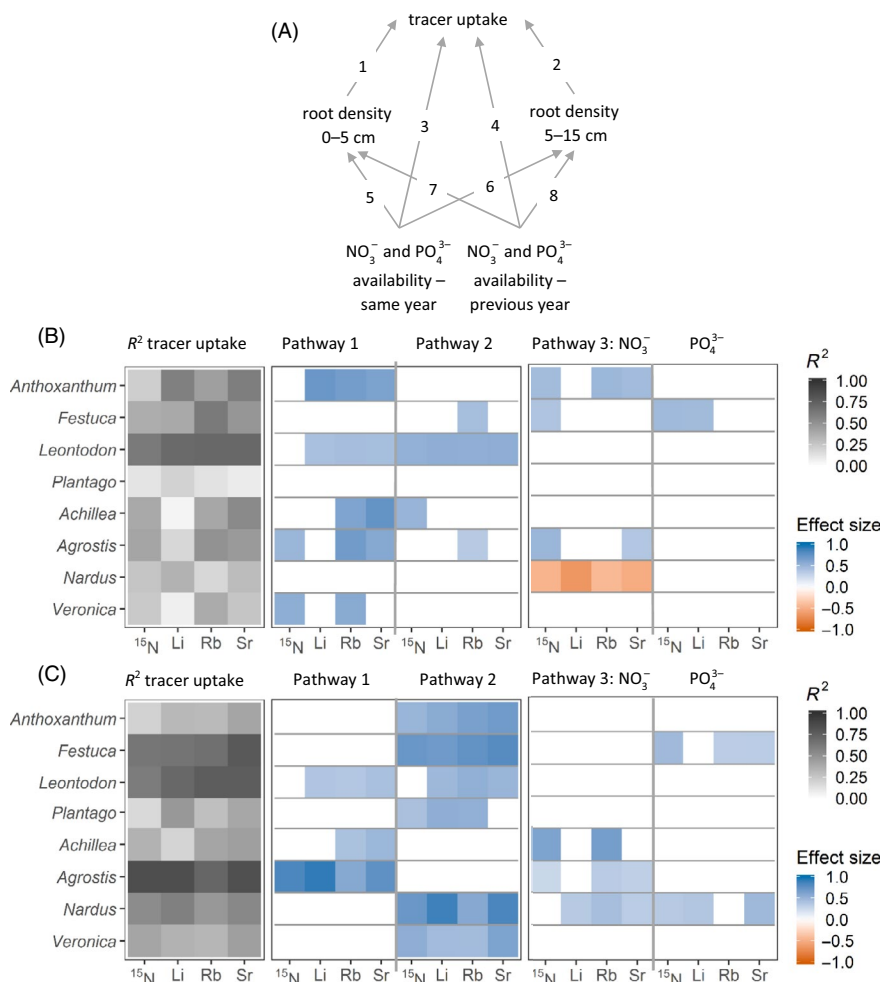 (A)
tracer uptake
1
2
root density
0–5 cm
3
4
root density
5–15 cm
5
7
6
8
NO₃⁻ and PO₄³⁻
availability –
same year
NO₃⁻ and PO₄³⁻
availability –
previous year
(B)
R² tracer uptake Pathway 1 Pathway 2 Pathway 3: NO₃⁻ PO₄³⁻
Anthoxanthum
Festuca
Leontodon
Plantago
Achillea
Agrostis
Nardus
Veronica
¹⁵N Li Rb Sr ¹⁵N Li Rb Sr ¹⁵N Li Rb Sr ¹⁵N Li Rb Sr ¹⁵N Li Rb Sr
R²
1.00
0.75
0.50
0.25
0.00
Effect size
1.0
0.5
0.0
−0.5
−1.0
(C)
R² tracer uptake Pathway 1 Pathway 2 Pathway 3: NO₃⁻ PO₄³⁻
Anthoxanthum
Festuca
Leontodon
Plantago
Achillea
Agrostis
Nardus
Veronica
¹⁵N Li Rb Sr ¹⁵N Li Rb Sr ¹⁵N Li Rb Sr ¹⁵N Li Rb Sr ¹⁵N Li Rb Sr
R²
1.00
0.75
0.50
0.25
0.00
Effect size
1.0
0.5
0.0
−0.5
−1.0